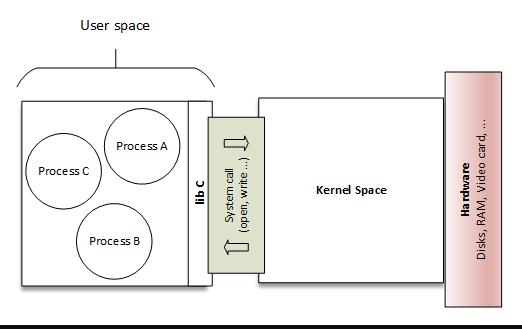 User space
Process A
Process C
Process B
lib C
System call
(open, write ...)
Kernel Space
Hardware
Disks, RAM, Video card, ...